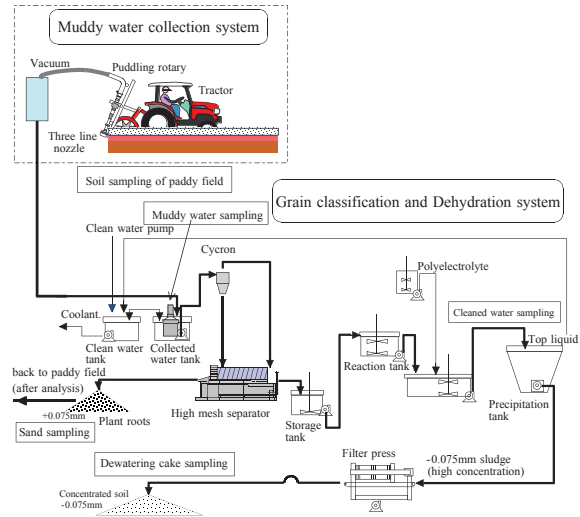 Muddy water collection system
Vacuum
Puddling rotary
Tractor
Three line
nozzle
Soil sampling of paddy field
Grain classification and Dehydration system
Muddy water sampling
Clean water pump
Cycron
Polyelectrolyte
Coolant.
Cleaned water sampling
Clean water
tank
Collected
water tank
Top liquid
Reaction tank
back to paddy field
(after analysis)
+0.075mm
Plant roots
High mesh separator
Storage
tank
Precipitation
tank
Sand sampling
Filter press
-0.075mm sludge
(high concentration)
Dewatering cake sampling
Concentrated soil
-0.075mm